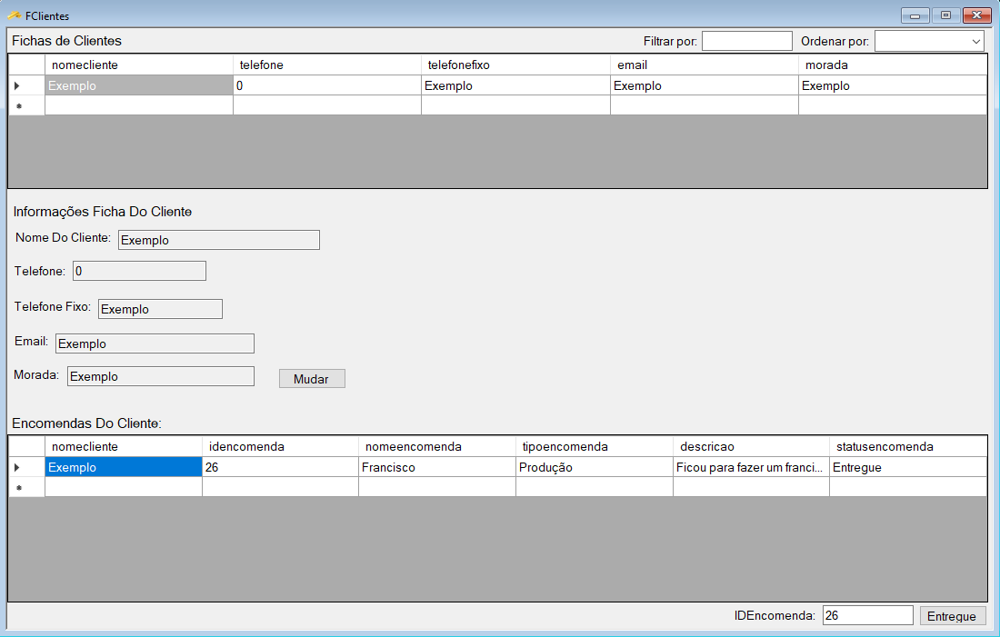 FClientes
Fichas de Clientes Filtrar por: Ordenar por:
nomecliente telefone telefonefixo email morada
Exemplo 0 Exemplo Exemplo Exemplo
Informações Ficha Do Cliente
Nome Do Cliente: Exemplo
Telefone: 0
Telefone Fixo: Exemplo
Email: Exemplo
Morada: Exemplo Mudar
Encomendas Do Cliente:
nomecliente idencomenda nomeencomenda tipoencomenda descricao statusencomenda
Exemplo 26 Francisco Produção Ficou para fazer um franci... Entregue
IDEncomenda: 26 Entregue